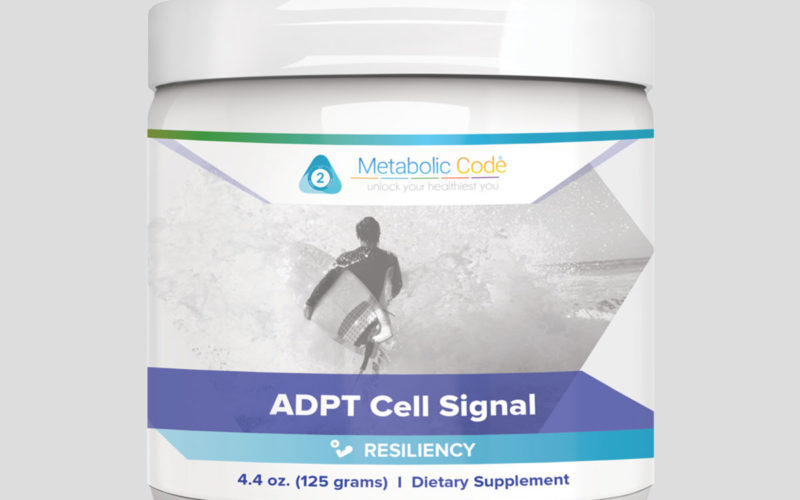 2
Metabolic Code®
unlock your healthiest you
ADPT Cell Signal
RESILIENCY
4.4 oz. (125 grams) I Dietary Supplement